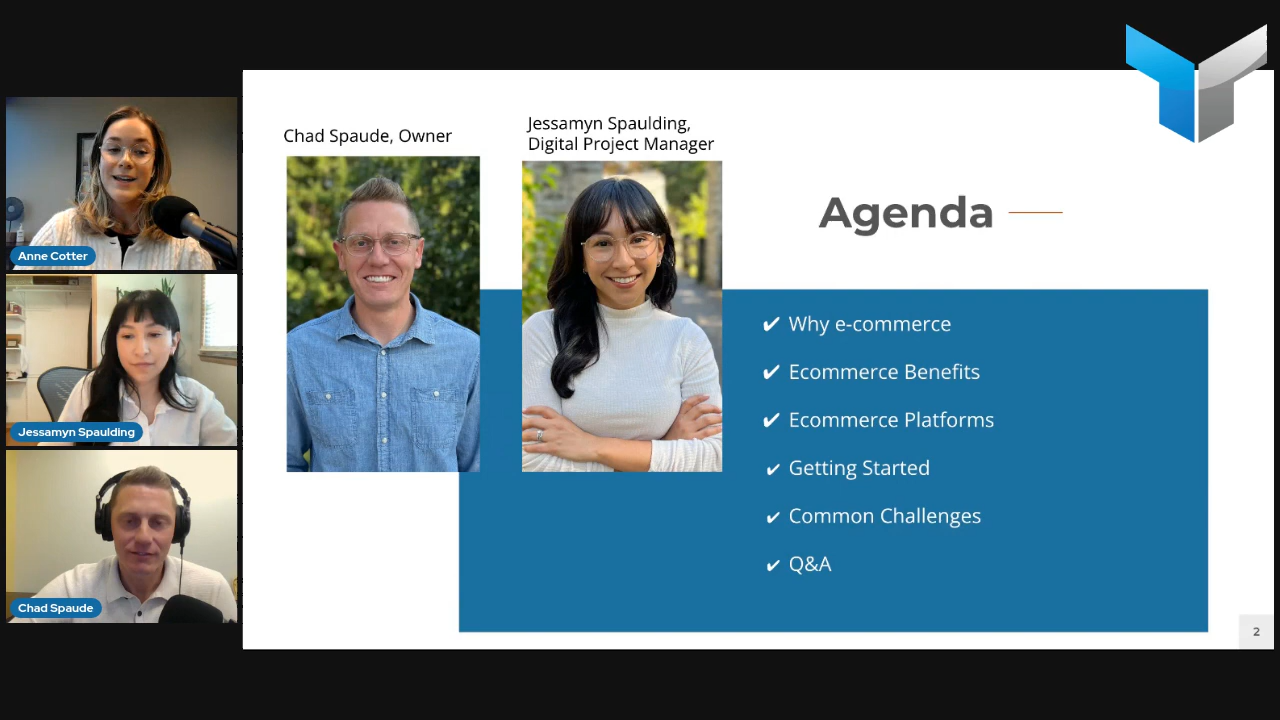 Anne Cotter
Jessamyn Spaulding
Chad Spaude
Chad Spaude, Owner
Jessamyn Spaulding,
Digital Project Manager
Agenda
✔ Why e-commerce
✔ Ecommerce Benefits
✔ Ecommerce Platforms
✔ Getting Started
✔ Common Challenges
✔ Q&A
2